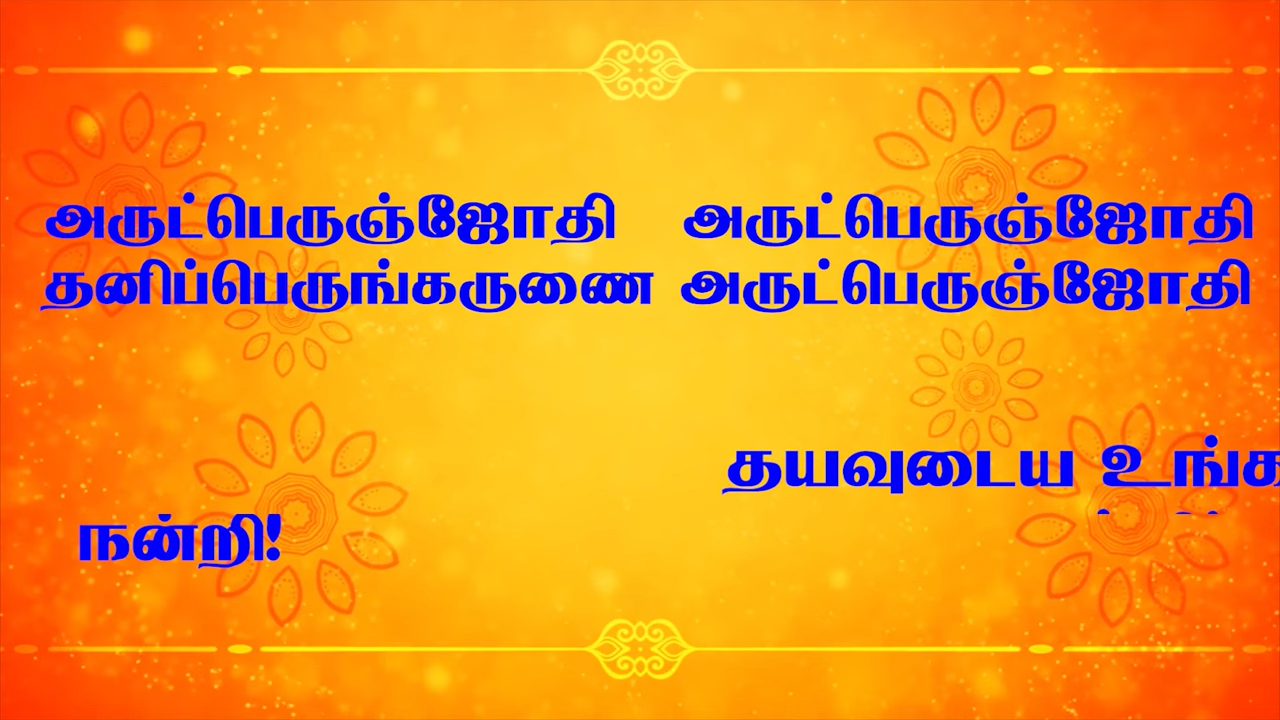 அருட்பெருஞ்ஜோதி அருட்பெருஞ்ஜோதி
தனிப்பெருங்கருணை அருட்பெருஞ்ஜோதி
தயவுடைய
நன்றி!